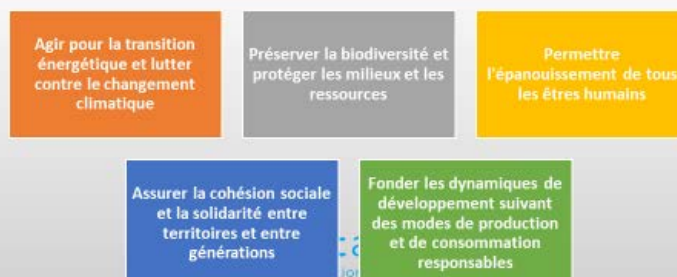 Agir pour la transition
énergétique et lutter
contre le changement
climatique
Préserver la biodiversité et
protéger les milieux et les
ressources
Permettre
l'épanouissement de tous
les êtres humains
Assurer la cohésion sociale
et la solidarité entre
territoires et entre
générations
Fonder les dynamiques de
développement suivant
des modes de production
et de consommation
responsables